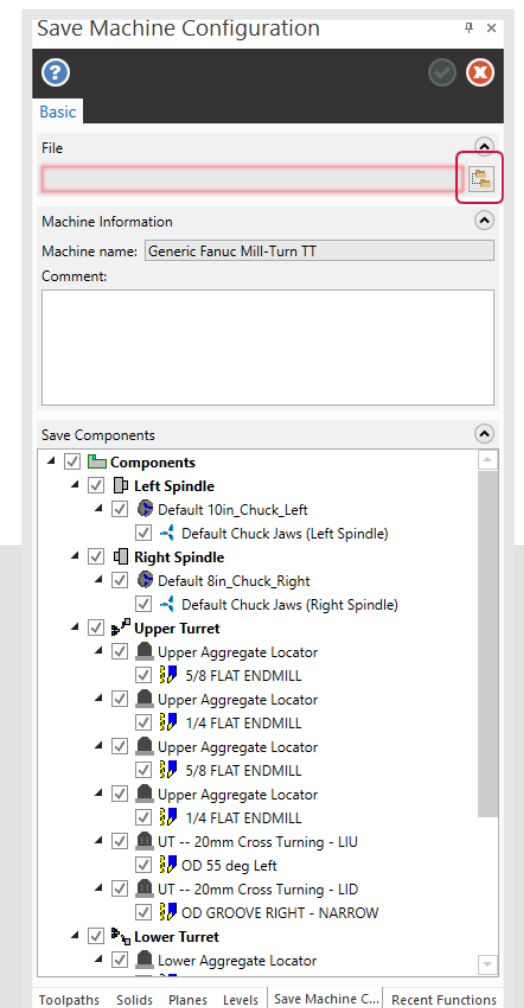 Save Machine Configuration
?
Basic
File
Machine Information
Machine name: Generic Fanuc Mill-Turn TT
Comment:
Save Components
Components
Left Spindle
Default 10in_Chuck_Left
Default Chuck Jaws (Left Spindle)
Right Spindle
Default 8in_Chuck_Right
Default Chuck Jaws (Right Spindle)
Upper Turret
Upper Aggregate Locator
5/8 FLAT ENDMILL
Upper Aggregate Locator
1/4 FLAT ENDMILL
Upper Aggregate Locator
5/8 FLAT ENDMILL
Upper Aggregate Locator
1/4 FLAT ENDMILL
UT -- 20mm Cross Turning - LIU
OD 55 deg Left
UT -- 20mm Cross Turning - LID
OD GROOVE RIGHT - NARROW
Lower Turret
Lower Aggregate Locator
Toolpaths Solids Planes Levels Save Machine C... Recent Functions